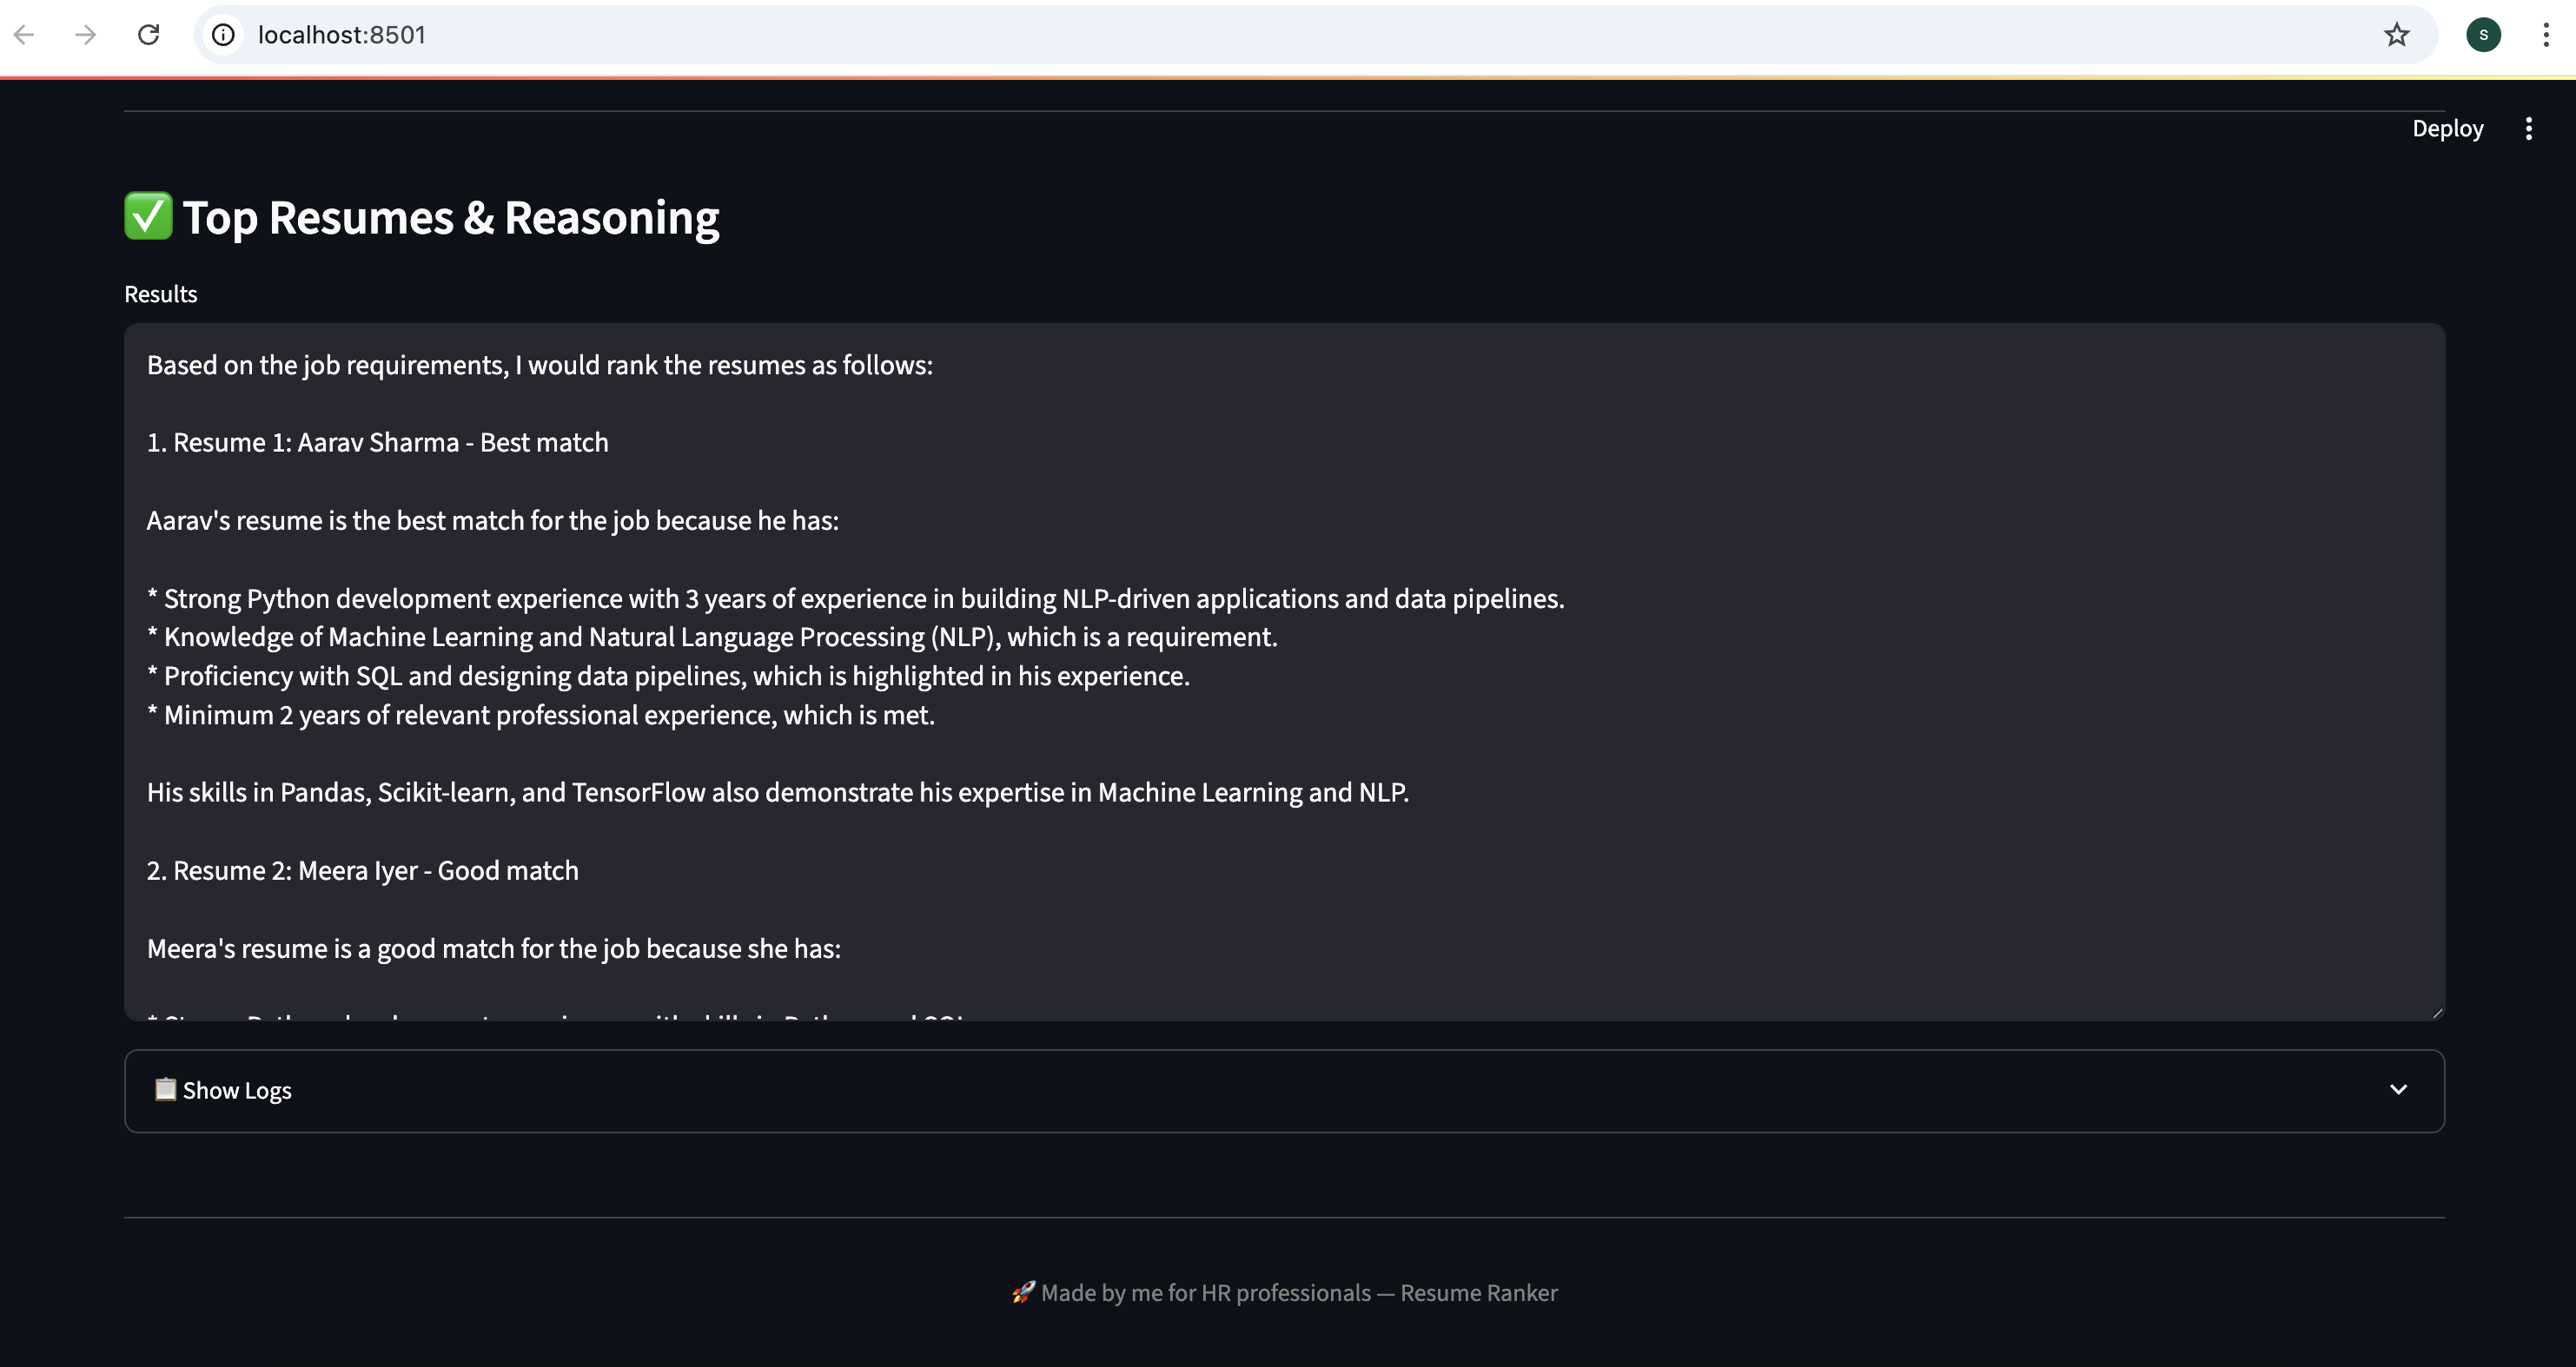 localhost:8501
S
Deploy
✅ Top Resumes & Reasoning
Results
Based on the job requirements, I would rank the resumes as follows:
1. Resume 1: Aarav Sharma - Best match
Aarav's resume is the best match for the job because he has:
* Strong Python development experience with 3 years of experience in building NLP-driven applications and data pipelines.
* Knowledge of Machine Learning and Natural Language Processing (NLP), which is a requirement.
* Proficiency with SQL and designing data pipelines, which is highlighted in his experience.
* Minimum 2 years of relevant professional experience, which is met.
His skills in Pandas, Scikit-learn, and TensorFlow also demonstrate his expertise in Machine Learning and NLP.
2. Resume 2: Meera Iyer - Good match
Meera's resume is a good match for the job because she has:
📋 Show Logs
🚀 Made by me for HR professionals — Resume Ranker